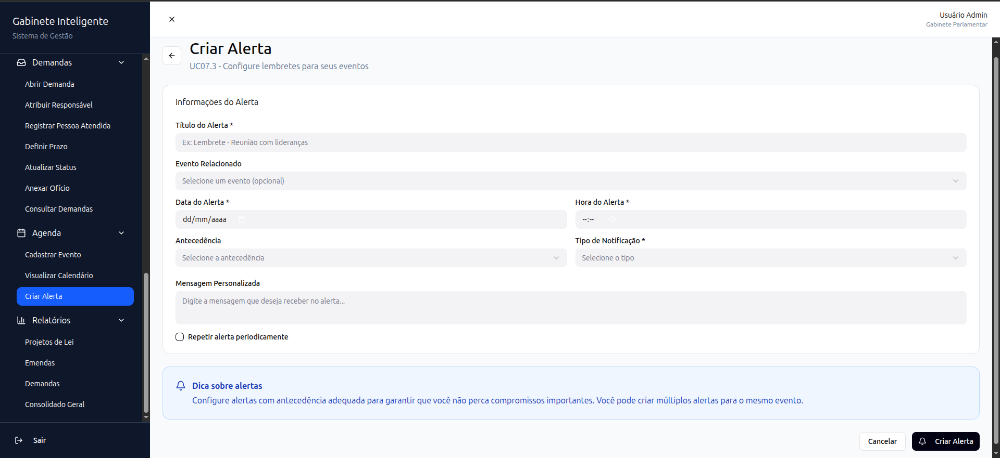 Gabinete Inteligente
Sistema de Gestão
Demandas
Abrir Demanda
Atribuir Responsável
Registrar Pessoa Atendida
Definir Prazo
Atualizar Status
Anexar Ofício
Consultar Demandas
Agenda
Cadastrar Evento
Visualizar Calendário
Criar Alerta
Relatórios
Projetos de Lei
Emendas
Demandas
Consolidado Geral
Sair
Usuário Admin
Gabinete Parlamentar
Criar Alerta
UC07.3 - Configure lembretes para seus eventos
Informações do Alerta
Título do Alerta *
Ex: Lembrete - Reunião com lideranças
Evento Relacionado
Selecione um evento (opcional)
Data do Alerta *
dd/mm/aaaa
Hora do Alerta *
--:--
Antecedência
Selecione a antecedência
Tipo de Notificação *
Selecione o tipo
Mensagem Personalizada
Digite a mensagem que deseja receber no alerta...
Repetir alerta periodicamente
Dica sobre alertas
Configure alertas com antecedência adequada para garantir que você não perca compromissos importantes. Você pode criar múltiplos alertas para o mesmo evento.
Cancelar
Criar Alerta